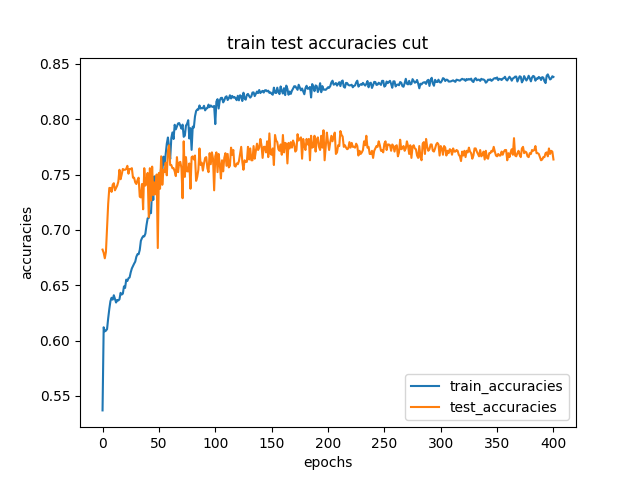 train test accuracies cut
0.85
0.80
0.75
0.70
0.65
0.60
0.55
accuracies
0 50 100 150 200 250 300 350 400
epochs
train_accuracies
test_accuracies